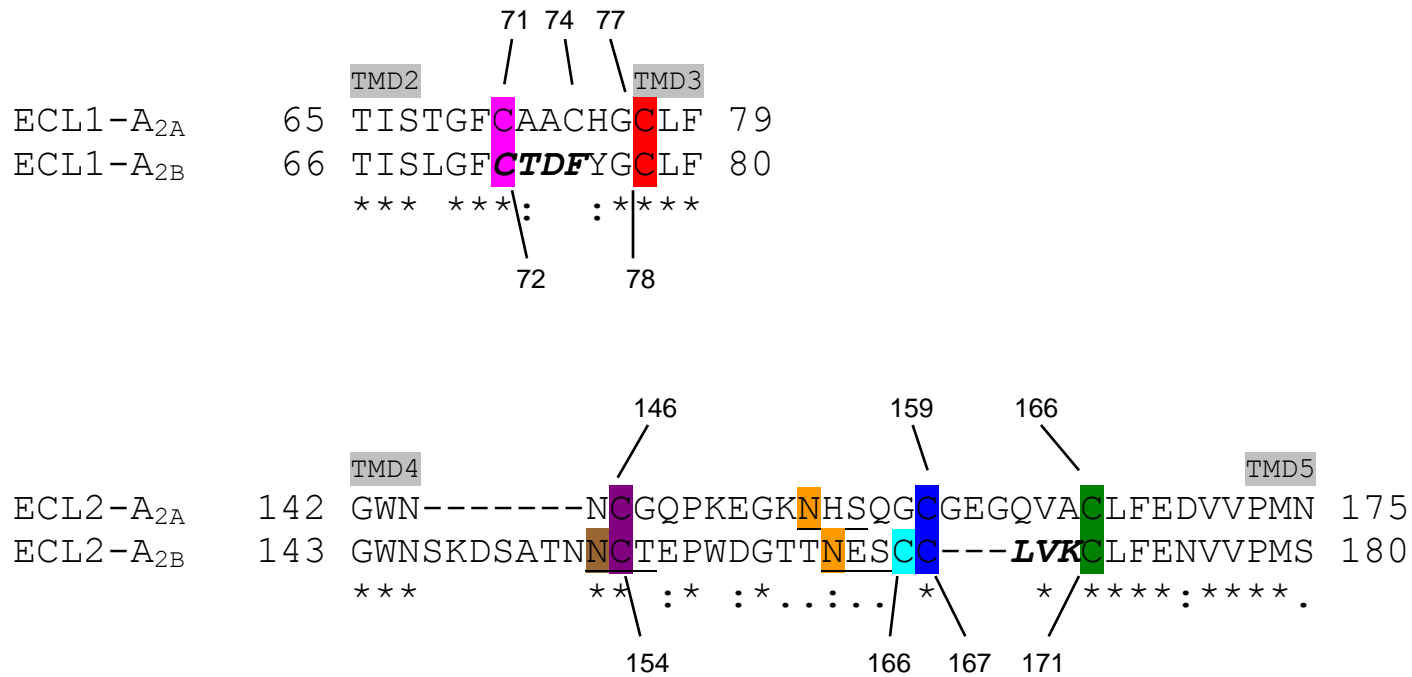 71 74 77
TMD2 TMD3
ECL1-A2A 65 TISTGFCAACHGCLF 79
ECL1-A2B 66 TISLGFCTDFYGCLF 80
*** ***: :****
72 78
146 159 166
TMD4 TMD5
ECL2-A2A 142 GWN-------NCGQPKEGKNHSQGCGEGQVACLFEDVVPMN 175
ECL2-A2B 143 GWNSKDSATNNCTEPWDGTTNESCC---LVKCLFENVVPMS 180
*** ** :* :*..:.. * * ****:****.
154 166 167 171